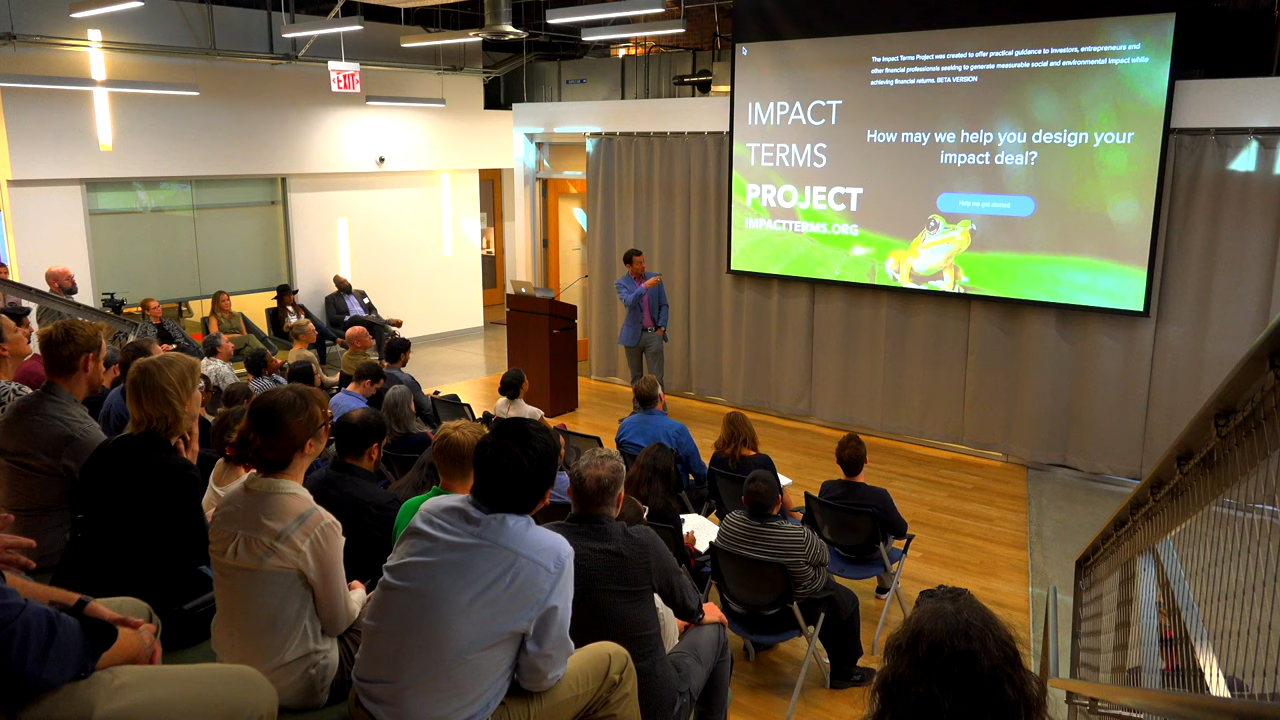 EXIT
The Impact Terms Project was created to offer practical guidance to investors, entrepreneurs and
other financial professionals seeking to generate measurable social and environmental impact while
achieving financial returns. BETA VERSION
IMPACT
TERMS
PROJECT
IMPACTTERMS.ORG
How may we help you design your
impact deal?
Help me get started